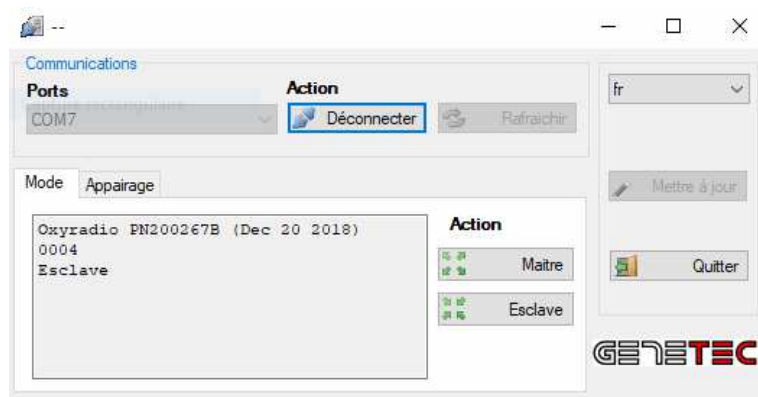 --
Communications
Ports
Action
fr
COM7
Déconnecter
Rafraichir
Mode
Appairage
Mettre à jour
Oxyradio PN200267B (Dec 20 2018)
0004
Esclave
Action
Maitre
Quitter
Esclave
GENETEC